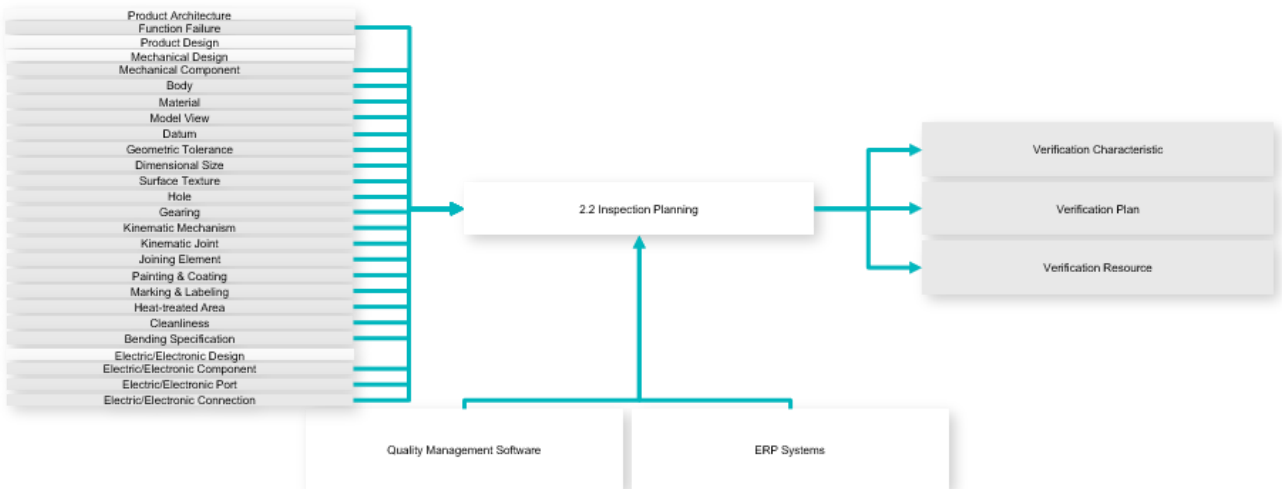 Product Architecture
Function Failure
Product Design
Mechanical Design
Mechanical Component
Body
Material
Model View
Datum
Geometric Tolerance
Dimensional Size
Surface Texture
Hole
Gearing
Kinematic Mechanism
Kinematic Joint
Joining Element
Painting & Coating
Marking & Labeling
Heat-treated Area
Cleanliness
Bending Specification
Electric/Electronic Design
Electric/Electronic Component
Electric/Electronic Port
Electric/Electronic Connection
2.2 Inspection Planning
Verification Characteristic
Verification Plan
Verification Resource
Quality Management Software
ERP Systems